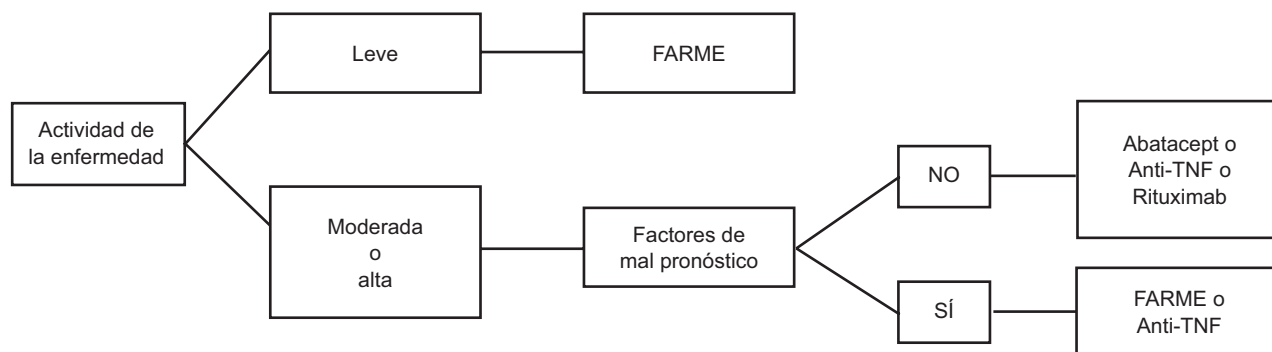 Leve
FARME
Actividad de
la enfermedad
Moderada
o
alta
Factores de
mal pronóstico
NO
Abatacept o
Anti-TNF o
Rituximab
SÍ
FARME o
Anti-TNF